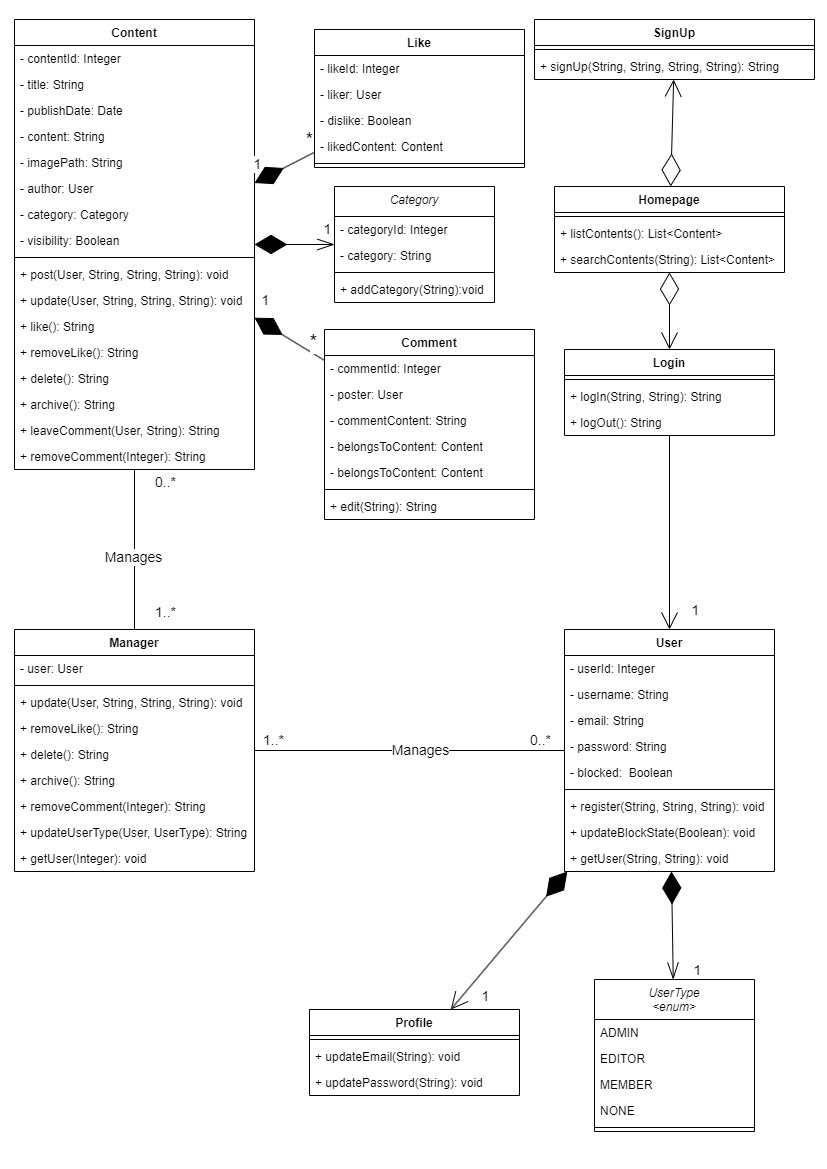 Content
- contentId: Integer
- title: String
- publishDate: Date
- content: String
- imagePath: String
- author: User
- category: Category
- visibility: Boolean
+ post(User, String, String, String): void
+ update(User, String, String, String): void
+ like(): String
+ removeLike(): String
+ delete(): String
+ archive(): String
+ leaveComment(User, String): String
+ removeComment(Integer): String
Like
- likeId: Integer
- liker: User
- dislike: Boolean
- likedContent: Content
1
*
Category
- categoryId: Integer
- category: String
+ addCategory(String):void
1
1
*
Comment
- commentId: Integer
- poster: User
- commentContent: String
- belongsToContent: Content
- belongsToContent: Content
+ edit(String): String
SignUp
+ signUp(String, String, String, String): String
Homepage
+ listContents(): List<Content>
+ searchContents(String): List<Content>
Login
+ logIn(String, String): String
+ logOut(): String
1
0..*
Manages
1..*
Manager
- user: User
+ update(User, String, String, String): void
+ removeLike(): String
+ delete(): String
+ archive(): String
+ removeComment(Integer): String
+ updateUserType(User, UserType): String
+ getUser(Integer): void
1..*
Manages
0..*
User
- userId: Integer
- username: String
- email: String
- password: String
- blocked:  Boolean
+ register(String, String, String): void
+ updateBlockState(Boolean): void
+ getUser(String, String): void
1
Profile
+ updateEmail(String): void
+ updatePassword(String): void
1
UserType
<enum>
ADMIN
EDITOR
MEMBER
NONE